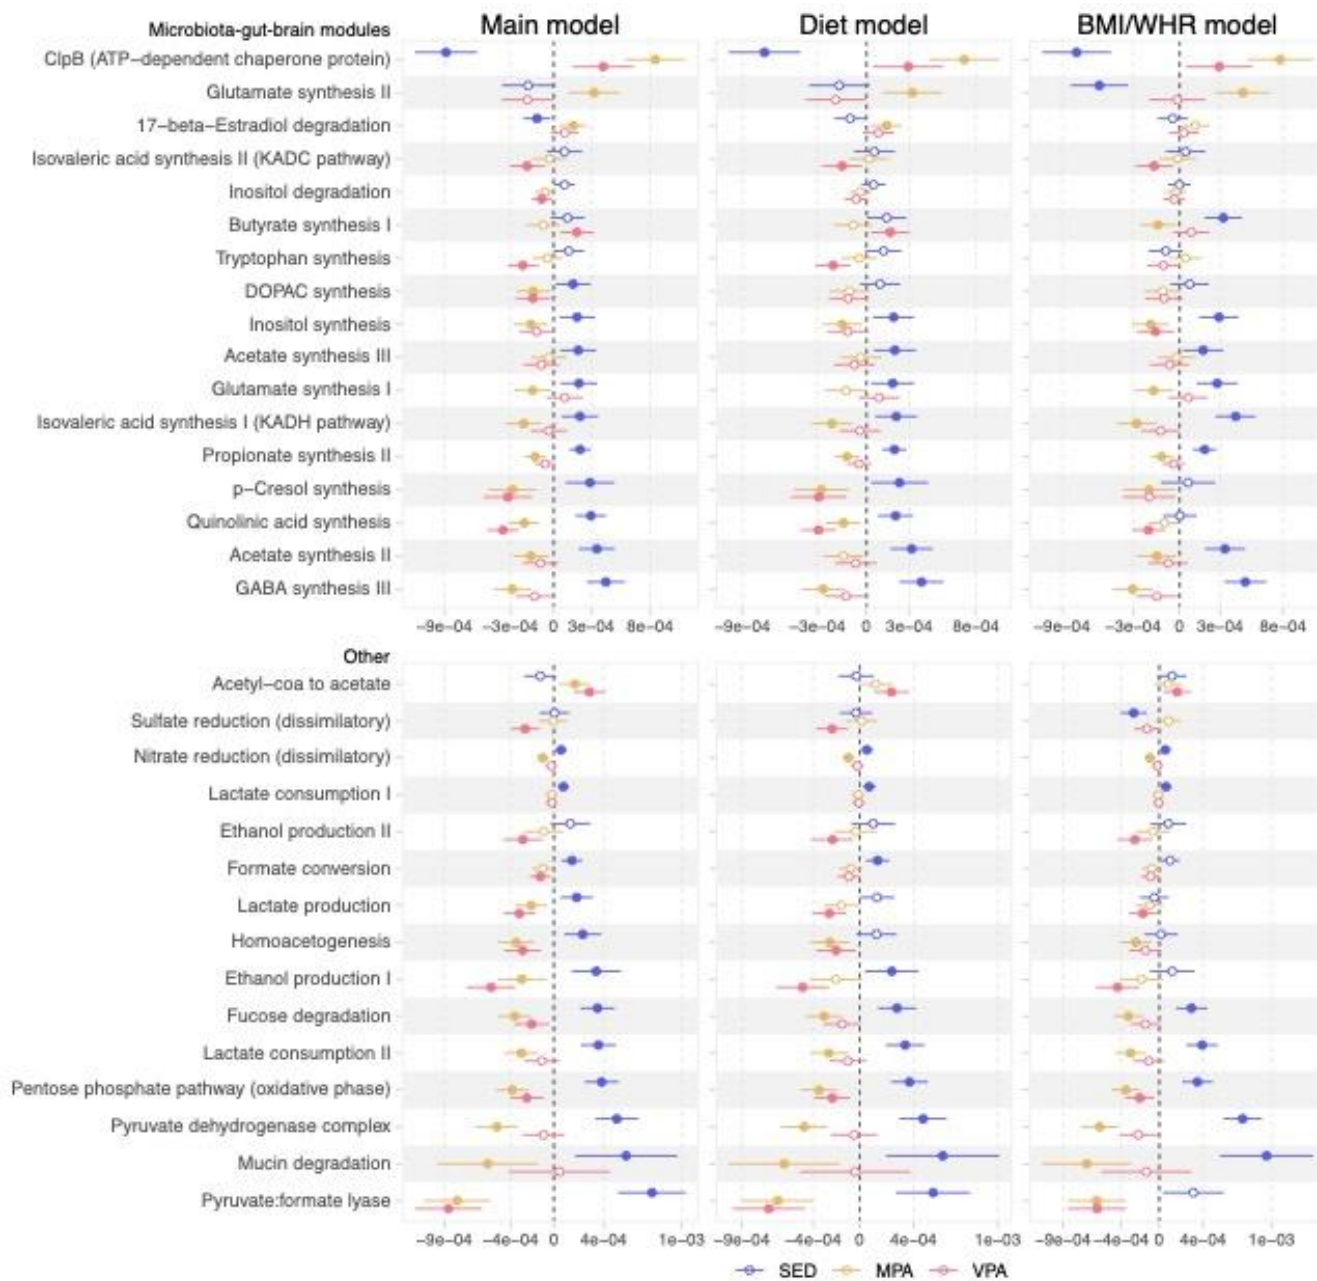 Main model Diet model BMI/WHR model
Microbiota-gut-brain modules
ClpB (ATP−dependent chaperone protein)
Glutamate synthesis II
17−beta−Estradiol degradation
Isovaleric acid synthesis II (KADC pathway)
Inositol degradation
Butyrate synthesis I
Tryptophan synthesis
DOPAC synthesis
Inositol synthesis
Acetate synthesis III
Glutamate synthesis I
Isovaleric acid synthesis I (KADH pathway)
Propionate synthesis II
p−Cresol synthesis
Quinolinic acid synthesis
Acetate synthesis II
GABA synthesis III
−9e−04 −3e−04 0 3e−04 8e−04 −9e−04 −3e−04 0 3e−04 8e−04 −9e−04 −3e−04 0 3e−04 8e−04
Other
Acetyl−coa to acetate
Sulfate reduction (dissimilatory)
Nitrate reduction (dissimilatory)
Lactate consumption I
Ethanol production II
Formate conversion
Lactate production
Homoacetogenesis
Ethanol production I
Fucose degradation
Lactate consumption II
Pentose phosphate pathway (oxidative phase)
Pyruvate dehydrogenase complex
Mucin degradation
Pyruvate:formate lyase
−9e−04 −4e−04 0 4e−04 1e−03 −9e−04 −4e−04 0 4e−04 1e−03 −9e−04 −4e−04 0 4e−04 1e−03
SED MPA VPA